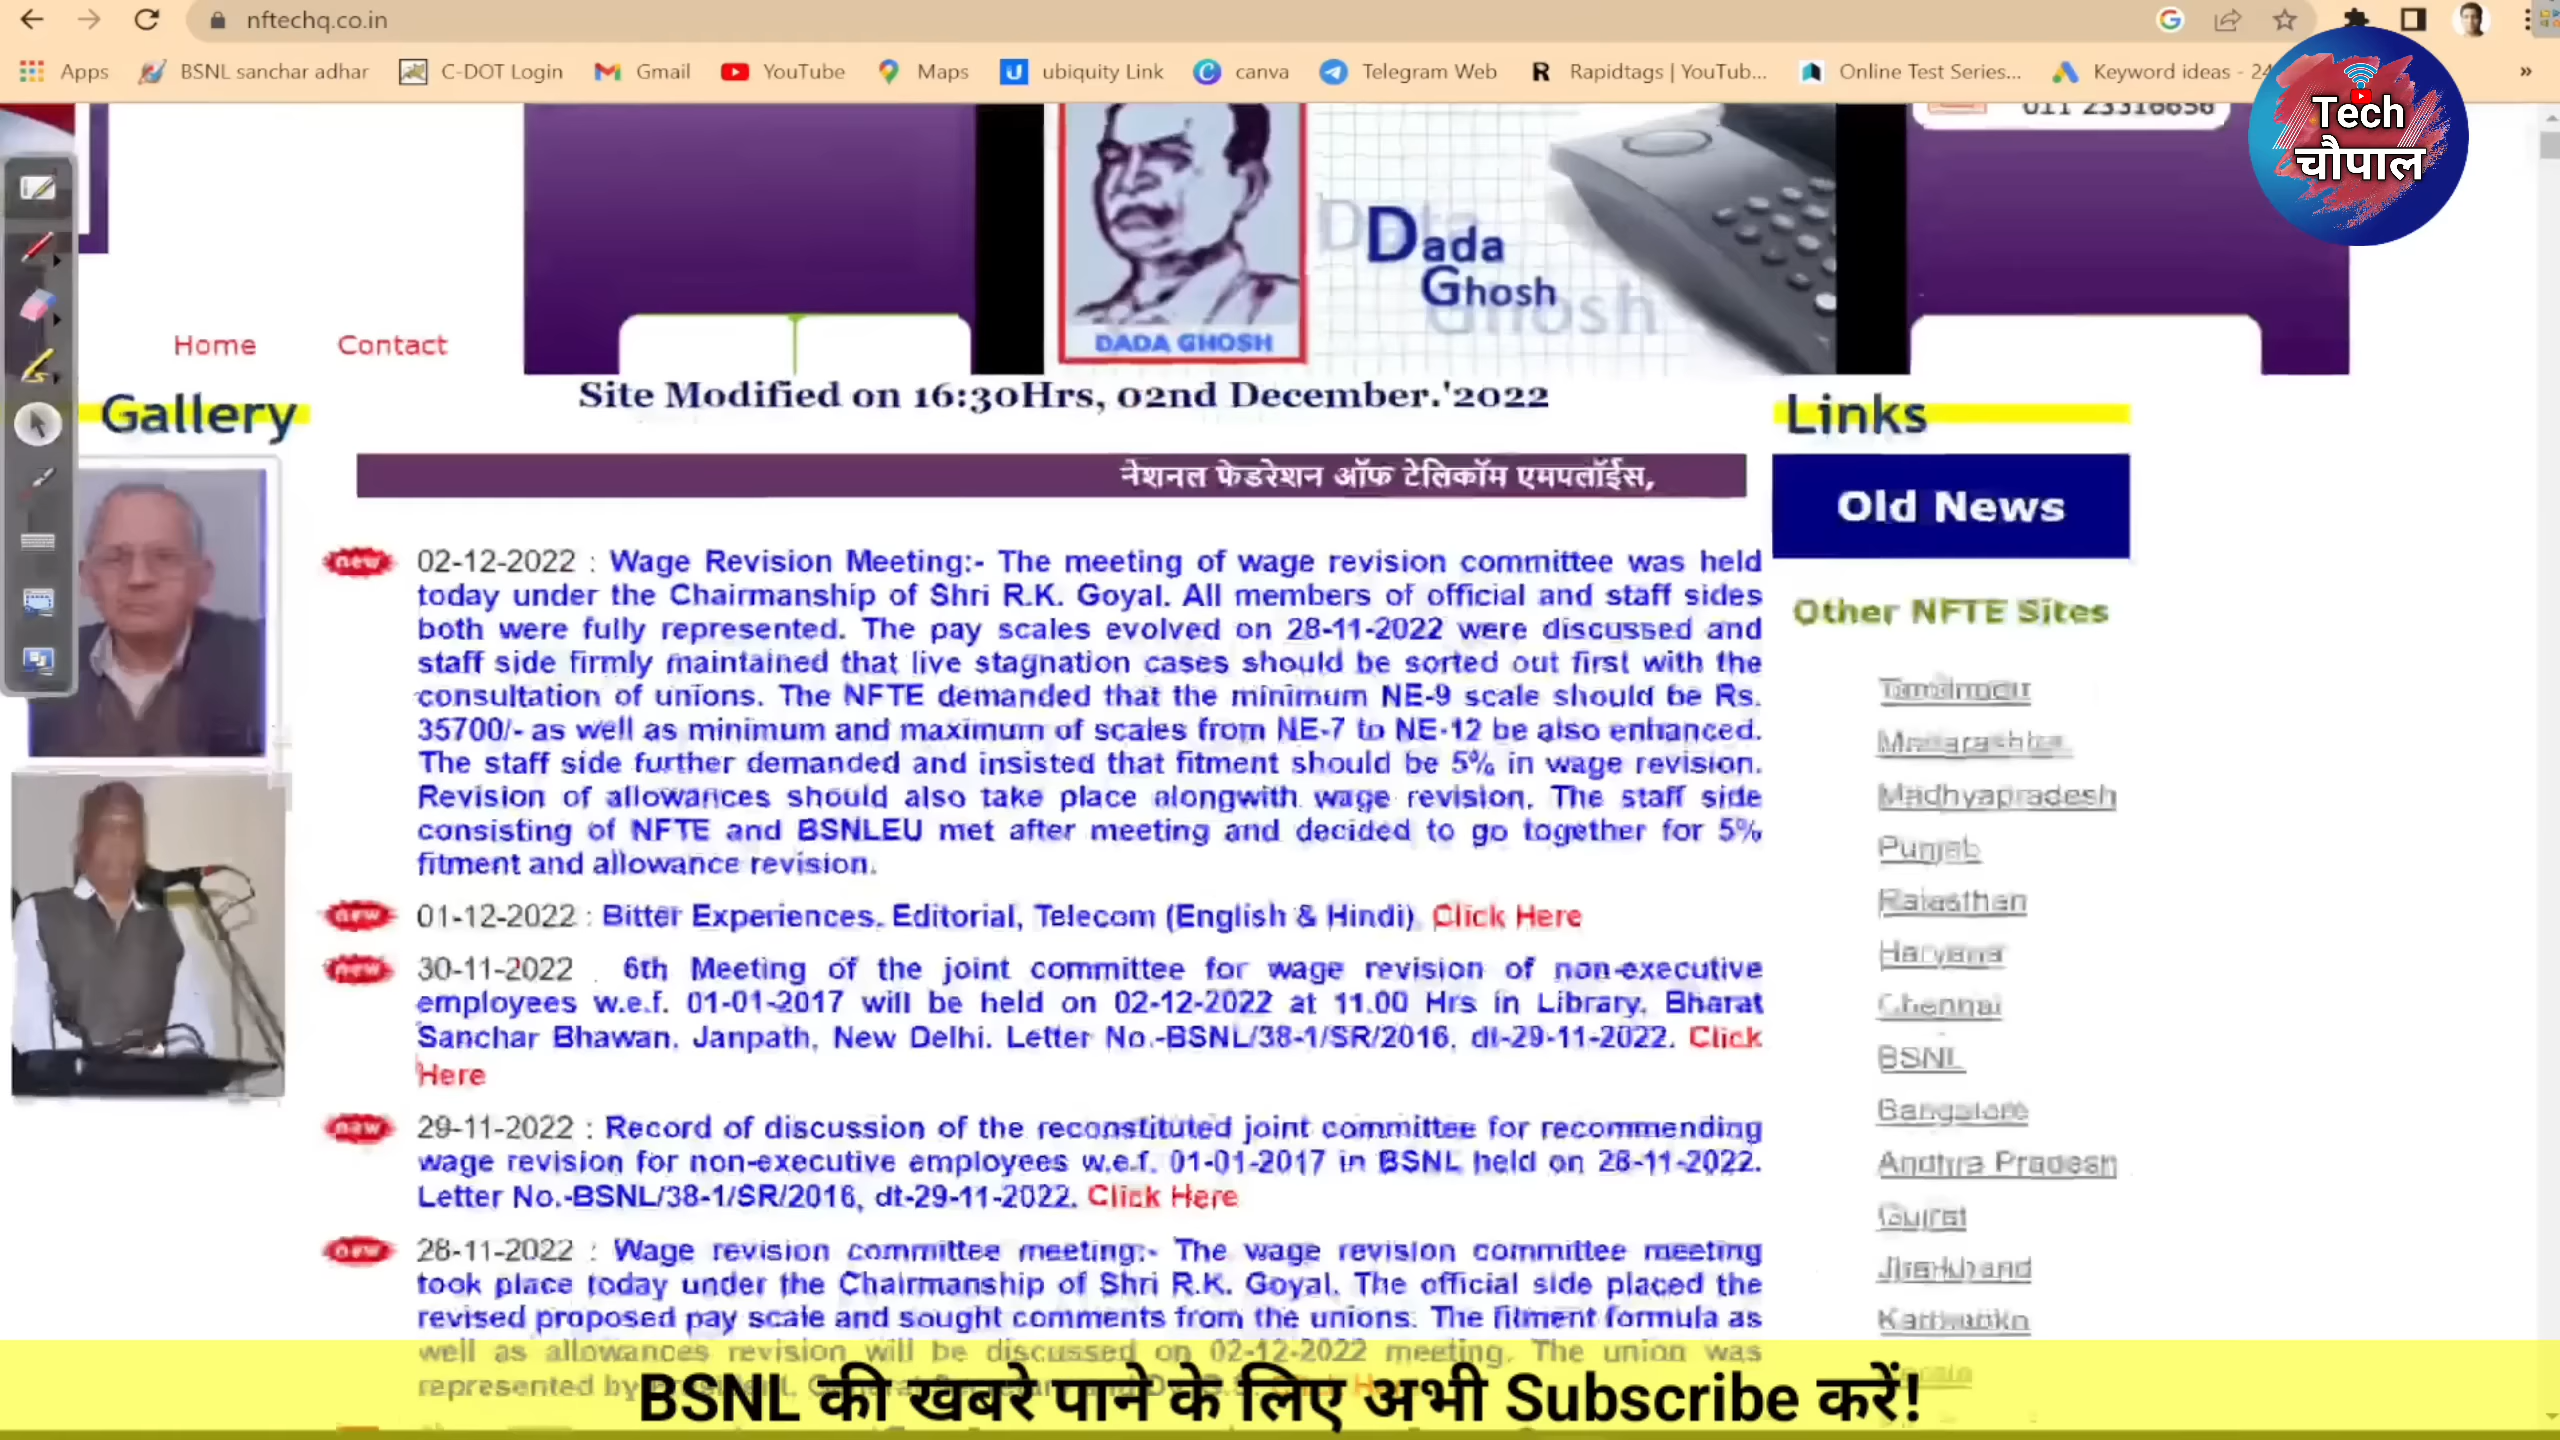 nftechq.co.in
Apps
BSNL sanchar adhar
C-DOT Login
Gmail
YouTube
Maps
ubiquity Link
canva
Telegram Web
Rapidtags | YouTub...
Online Test Series...
Keyword ideas - 24
»
Tech
चौपाल
011 23316656
Dada
Ghosh
DADA GHOSH
Home
Contact
Site Modified on 16:30Hrs, 02nd December.'2022
Gallery
Links
नेशनल फेडरेशन ऑफ टेलिकॉम एमपलॉईस,
Old News
new 02-12-2022 : Wage Revision Meeting:- The meeting of wage revision committee was held
today under the Chairmanship of Shri R.K. Goyal. All members of official and staff sides
both were fully represented. The pay scales evolved on 28-11-2022 were discussed and
staff side firmly maintained that live stagnation cases should be sorted out first with the
consultation of unions. The NFTE demanded that the minimum NE-9 scale should be Rs.
35700/- as well as minimum and maximum of scales from NE-7 to NE-12 be also enhanced.
The staff side further demanded and insisted that fitment should be 5% in wage revision.
Revision of allowances should also take place alongwith wage revision. The staff side
consisting of NFTE and BSNLEU met after meeting and decided to go together for 5%
fitment and allowance revision.
new 01-12-2022 : Bitter Experiences. Editorial, Telecom (English & Hindi) Click Here
new 30-11-2022 . 6th Meeting of the joint committee for wage revision of non-executive
employees w.e.f. 01-01-2017 will be held on 02-12-2022 at 11.00 Hrs in Library, Bharat
Sanchar Bhawan, Janpath, New Delhi. Letter No.-BSNL/38-1/SR/2016, dt-29-11-2022. Click
Here
new 29-11-2022 : Record of discussion of the reconstituted joint committee for recommending
wage revision for non-executive employees w.e.f. 01-01-2017 in BSNL held on 28-11-2022.
Letter No.-BSNL/38-1/SR/2016, dt-29-11-2022. Click Here
new 28-11-2022 : Wage revision committee meeting:- The wage revision committee meeting
took place today under the Chairmanship of Shri R.K. Goyal. The official side placed the
revised proposed pay scale and sought comments from the unions. The fitment formula as
well as allowances revision will be discussed on 02-12-2022 meeting. The union was
represented by
Other NFTE Sites
Tamilnadu
Maharashtra
Madhyapradesh
Punjab
Rajasthan
Haryana
Chennai
BSNL
Bangalore
Andhra Pradesh
Gujrat
Jharkhand
Karnataka
BSNL की खबरे पाने के लिए अभी Subscribe करें!